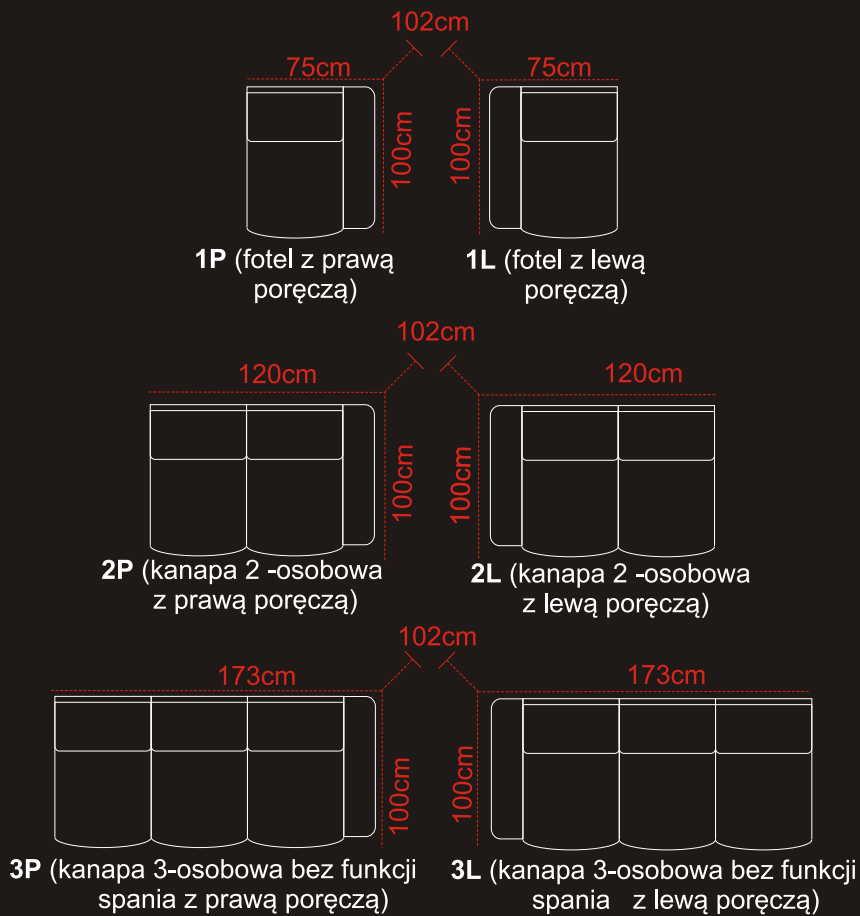 102cm
75cm
75cm
100cm
100cm
1P (fotel z prawą
poręczą)
1L (fotel z lewą
poręczą)
102cm
120cm
120cm
100cm
100cm
2P (kanapa 2 -osobowa
z prawą poręczą)
2L (kanapa 2 -osobowa
z lewą poręczą)
102cm
173cm
173cm
100cm
100cm
3P (kanapa 3-osobowa bez funkcji
spania z prawą poręczą)
3L (kanapa 3-osobowa bez funkcji
spania z lewą poręczą)